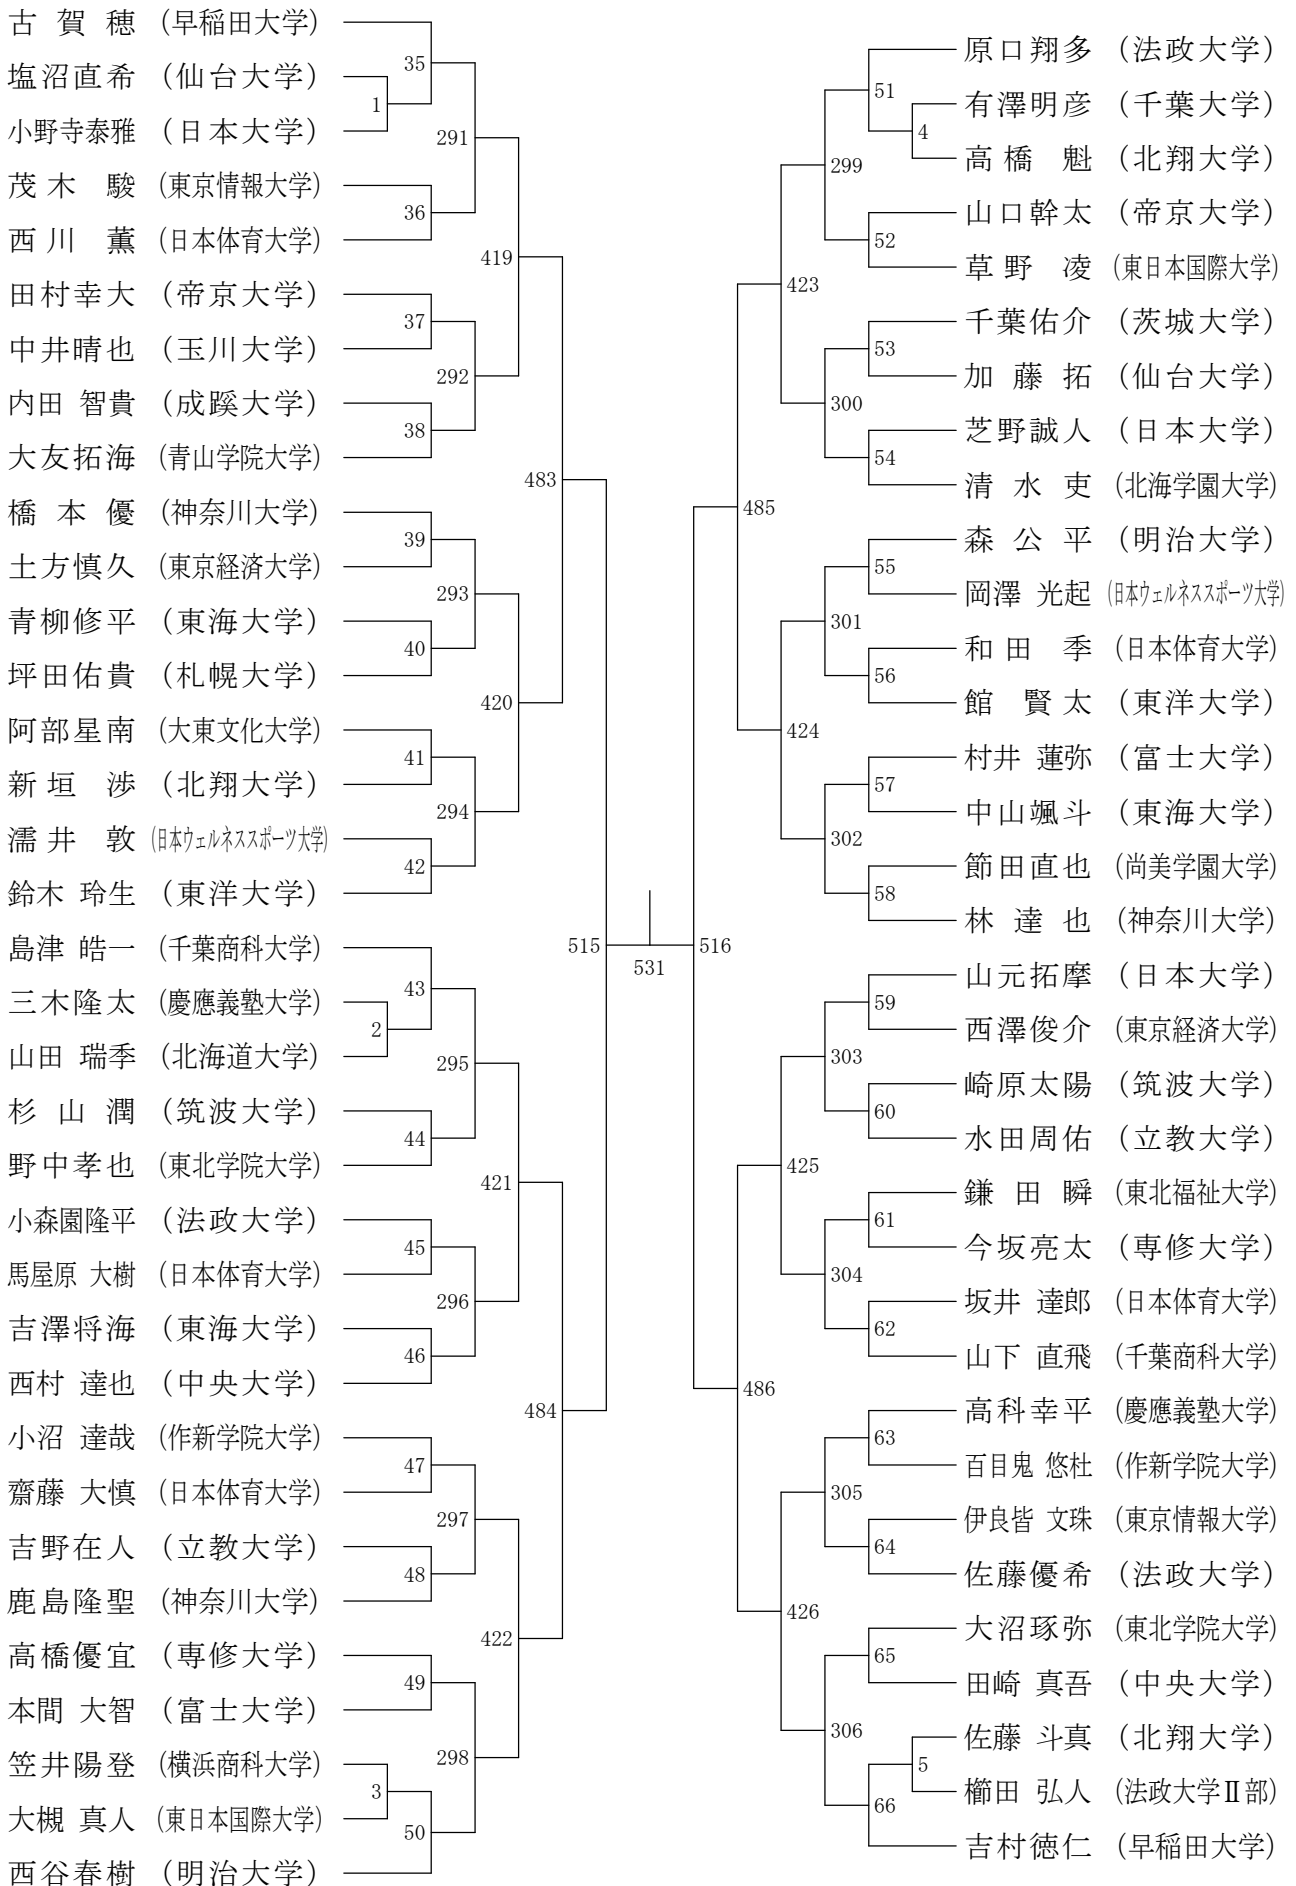 古賀 穂 (早稲田大学)
塩沼直希 (仙台大学)
小野寺泰雅 (日本大学)
茂木 駿 (東京情報大学)
西川 薫 (日本体育大学)
田村幸大 (帝京大学)
中井晴也 (玉川大学)
内田 智貴 (成蹊大学)
大友拓海 (青山学院大学)
橋本 優 (神奈川大学)
土方慎久 (東京経済大学)
青柳修平 (東海大学)
坪田佑貴 (札幌大学)
阿部星南 (大東文化大学)
新垣 渉 (北翔大学)
濡井 敦 (日本ウェルネススポーツ大学)
鈴木 玲生 (東洋大学)
島津 皓一 (千葉商科大学)
三木隆太 (慶應義塾大学)
山田 瑞季 (北海道大学)
杉山 潤 (筑波大学)
野中孝也 (東北学院大学)
小森園隆平 (法政大学)
馬屋原 大樹 (日本体育大学)
吉澤将海 (東海大学)
西村 達也 (中央大学)
小沼 達哉 (作新学院大学)
齋藤 大慎 (日本体育大学)
吉野在人 (立教大学)
鹿島隆聖 (神奈川大学)
高橋優宜 (専修大学)
本間 大智 (富士大学)
笠井陽登 (横浜商科大学)
大槻 真人 (東日本国際大学)
西谷春樹 (明治大学)
1
2
3
35
36
37
38
39
40
41
42
43
44
45
46
47
48
49
50
291
292
293
294
295
296
297
298
419
420
421
422
483
484
515
531
516
485
486
423
424
425
426
299
300
301
302
303
304
305
306
51
52
53
54
55
56
57
58
59
60
61
62
63
64
65
66
4
5
原口翔多 (法政大学)
有澤明彦 (千葉大学)
高橋 魁 (北翔大学)
山口幹太 (帝京大学)
草野 凌 (東日本国際大学)
千葉佑介 (茨城大学)
加藤 拓 (仙台大学)
芝野誠人 (日本大学)
清水 吏 (北海学園大学)
森 公平 (明治大学)
岡澤 光起 (日本ウェルネススポーツ大学)
和田 季 (日本体育大学)
館 賢太 (東洋大学)
村井 蓮弥 (富士大学)
中山颯斗 (東海大学)
節田直也 (尚美学園大学)
林 達也 (神奈川大学)
山元拓摩 (日本大学)
西澤俊介 (東京経済大学)
崎原太陽 (筑波大学)
水田周佑 (立教大学)
鎌田 瞬 (東北福祉大学)
今坂亮太 (専修大学)
坂井 達郎 (日本体育大学)
山下 直飛 (千葉商科大学)
高科幸平 (慶應義塾大学)
百目鬼 悠杜 (作新学院大学)
伊良皆 文珠 (東京情報大学)
佐藤優希 (法政大学)
大沼琢弥 (東北学院大学)
田崎 真吾 (中央大学)
佐藤 斗真 (北翔大学)
櫛田 弘人 (法政大学Ⅱ部)
吉村徳仁 (早稲田大学)